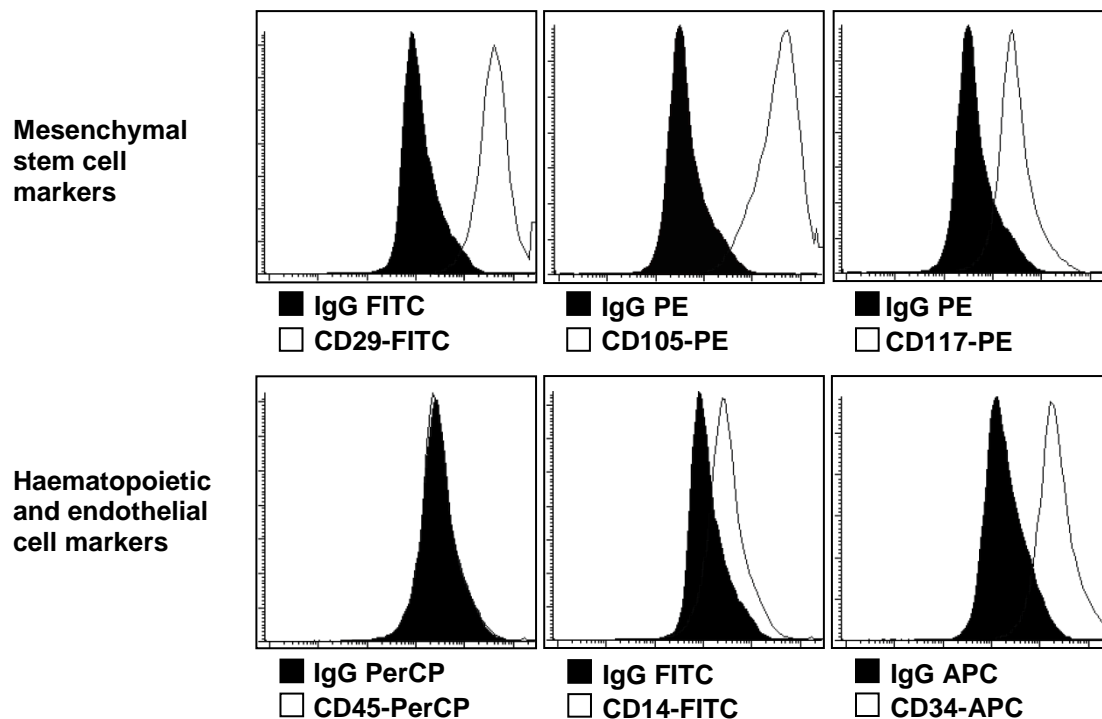 Mesenchymal
stem cell
markers
IgG FITC
CD29-FITC
IgG PE
CD105-PE
IgG PE
CD117-PE
Haematopoietic
and endothelial
cell markers
IgG PerCP
CD45-PerCP
IgG FITC
CD14-FITC
IgG APC
CD34-APC